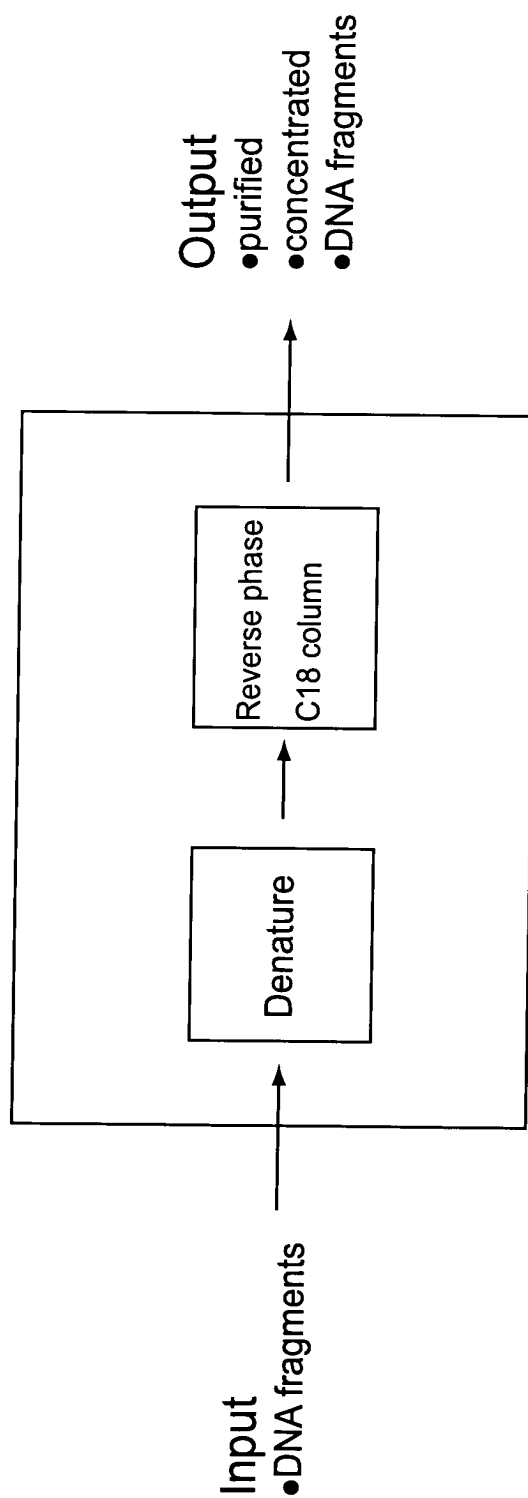 Input
•DNA fragments
Denature
Reverse phase
C18 column
Output
•purified
•concentrated
•DNA fragments